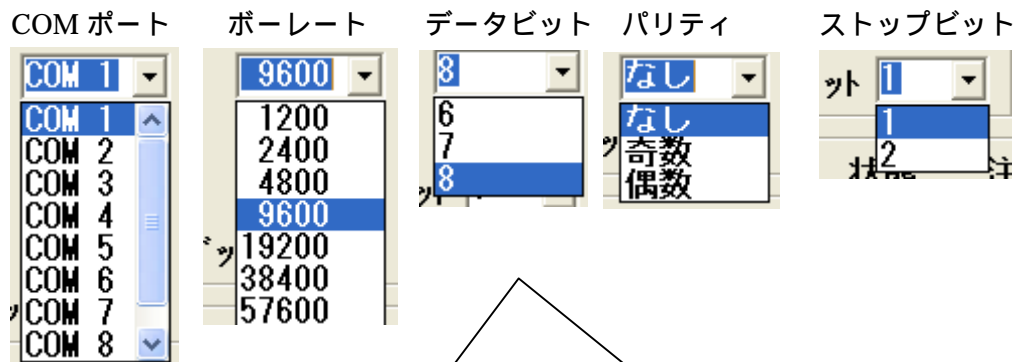 COM ポート
ボーレート
データビット
パリティ
ストップビット
COM 1
COM 1
COM 2
COM 3
COM 4
COM 5
COM 6
COM 7
COM 8
9600
1200
2400
4800
9600
19200
38400
57600
8
6
7
8
なし
なし
奇数
偶数
ット 1
1
2
状態